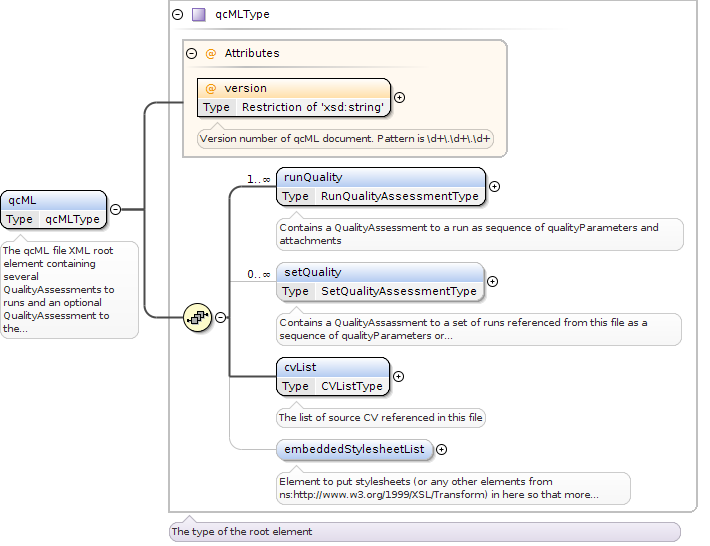 qcMLType
@ Attributes
@ version
Type Restriction of 'xsd:string'
Version number of qcML document. Pattern is \d+\.\d+\.\d+
qcML
Type qcMLType
The qcML file XML root
element containing
several
QualityAssessments to
runs and an optional
QualityAssessment to
the...
1..∞
runQuality
Type RunQualityAssessmentType
Contains a QualityAssessment to a run as sequence of qualityParameters and
attachments
0..∞
setQuality
Type SetQualityAssessmentType
Contains a QualityAssassment to a set of runs referenced from this file as a
sequence of qualityParameters or...
cvList
Type CVListType
The list of source CV referenced in this file
embeddedStylesheetList
Element to put stylesheets (or any other elements from
ns:http://www.w3.org/1999/XSL/Transform) in here so that more...
The type of the root element